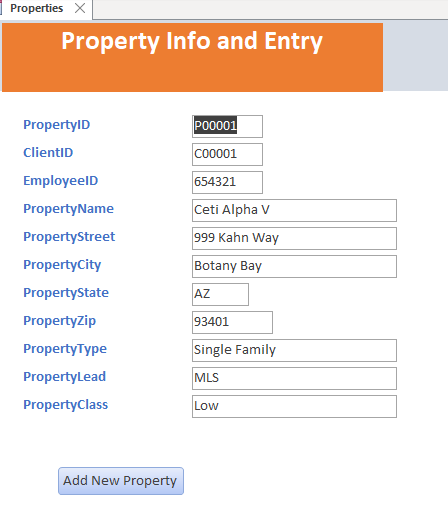 Properties
Property Info and Entry
PropertyID P00001
ClientID C00001
EmployeeID 654321
PropertyName Ceti Alpha V
PropertyStreet 999 Kahn Way
PropertyCity Botany Bay
PropertyState AZ
PropertyZip 93401
PropertyType Single Family
PropertyLead MLS
PropertyClass Low
Add New Property